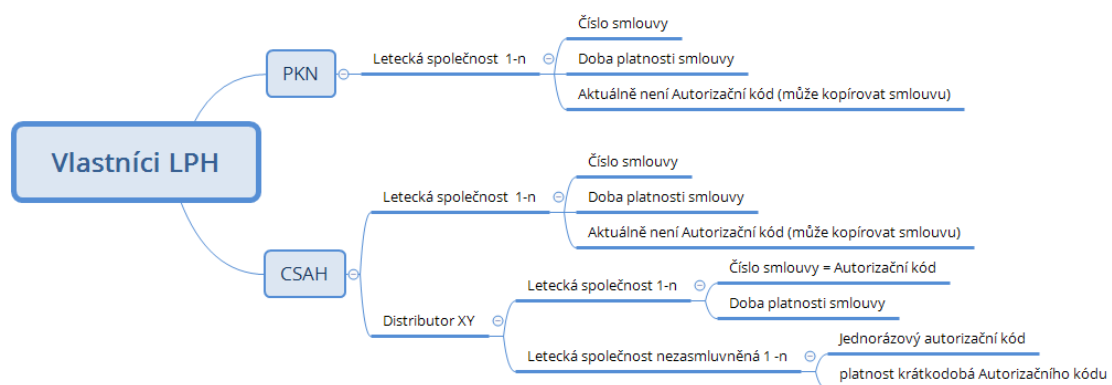 Vlastníci LPH
PKN
Letecká společnost  1-n
Číslo smlouvy
Doba platnosti smlouvy
Aktuálně není Autorizační kód (může kopírovat smlouvu)
CSAH
Letecká společnost  1-n
Číslo smlouvy
Doba platnosti smlouvy
Aktuálně není Autorizační kód (může kopírovat smlouvu)
Distributor XY
Letecká společnost 1-n
Číslo smlouvy = Autorizační kód
Doba platnosti smlouvy
Letecká společnost nezasmluvněná 1 -n
Jednorázový autorizační kód
platnost krátkodobá Autorizačního kódu